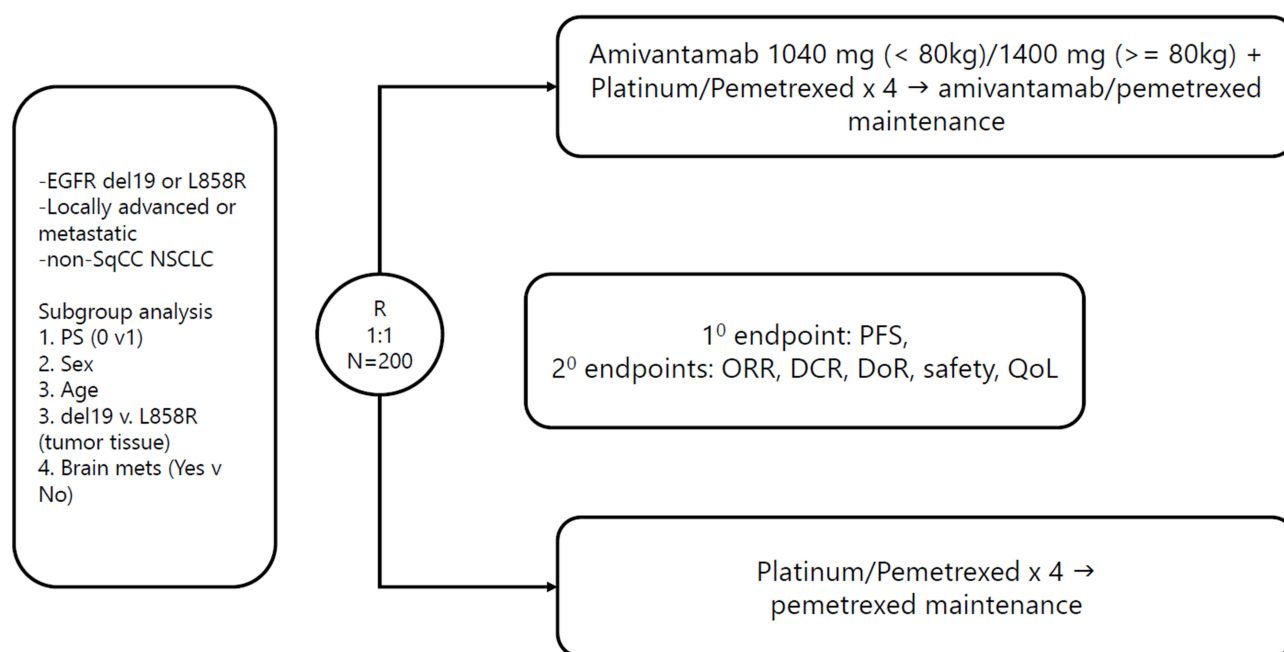 -EGFR del19 or L858R
-Locally advanced or
metastatic
-non-SqCC NSCLC
Subgroup analysis
1. PS (0 v1)
2. Sex
3. Age
3. del19 v. L858R
(tumor tissue)
4. Brain mets (Yes v
No)
R
1:1
N=200
Amivantamab 1040 mg (< 80kg)/1400 mg (>= 80kg) +
Platinum/Pemetrexed x 4 → amivantamab/pemetrexed
maintenance
1⁰ endpoint: PFS,
2⁰ endpoints: ORR, DCR, DoR, safety, QoL
Platinum/Pemetrexed x 4 →
pemetrexed maintenance